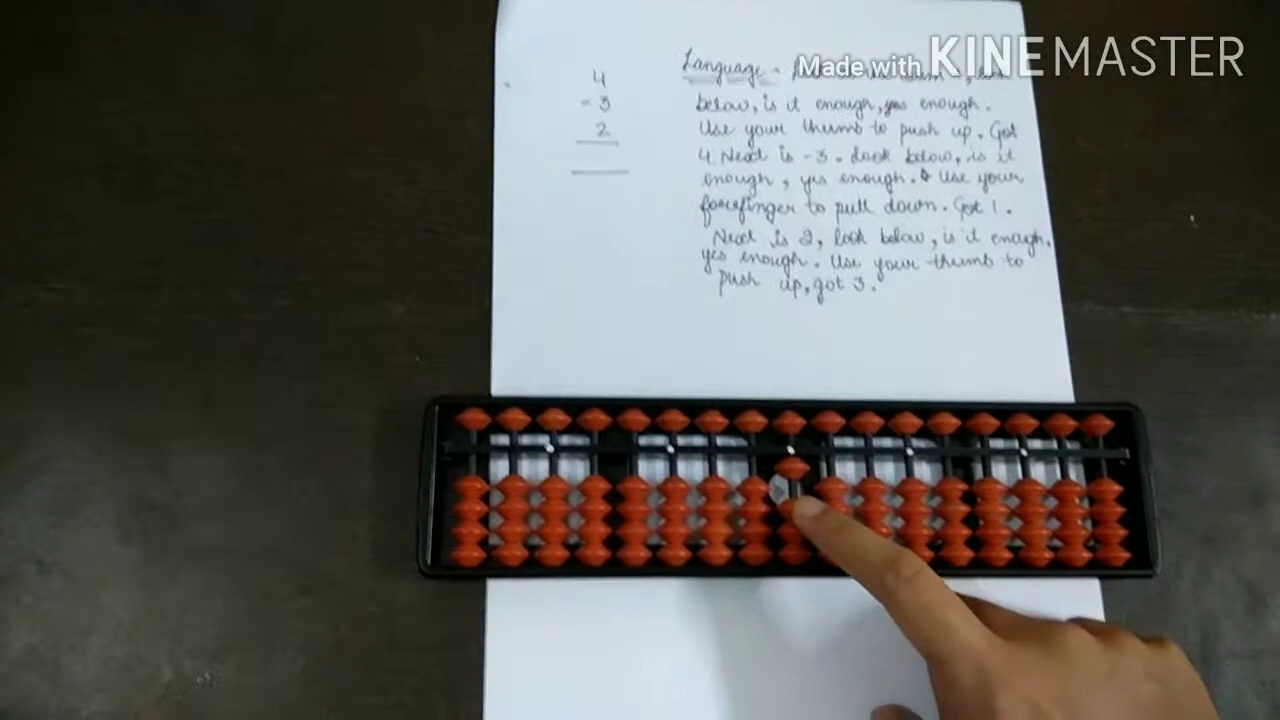 Made with KINEMASTER
4
- 3
2
Language -
below, is it enough, yes enough.
Use your thumb to push up. Got
4. Next is -3. Look below, is it
enough, yes enough. Use your
forefinger to pull down. Got 1.
Next is 2, look below, is it enough,
yes enough. Use your thumb to
push up, got 3.